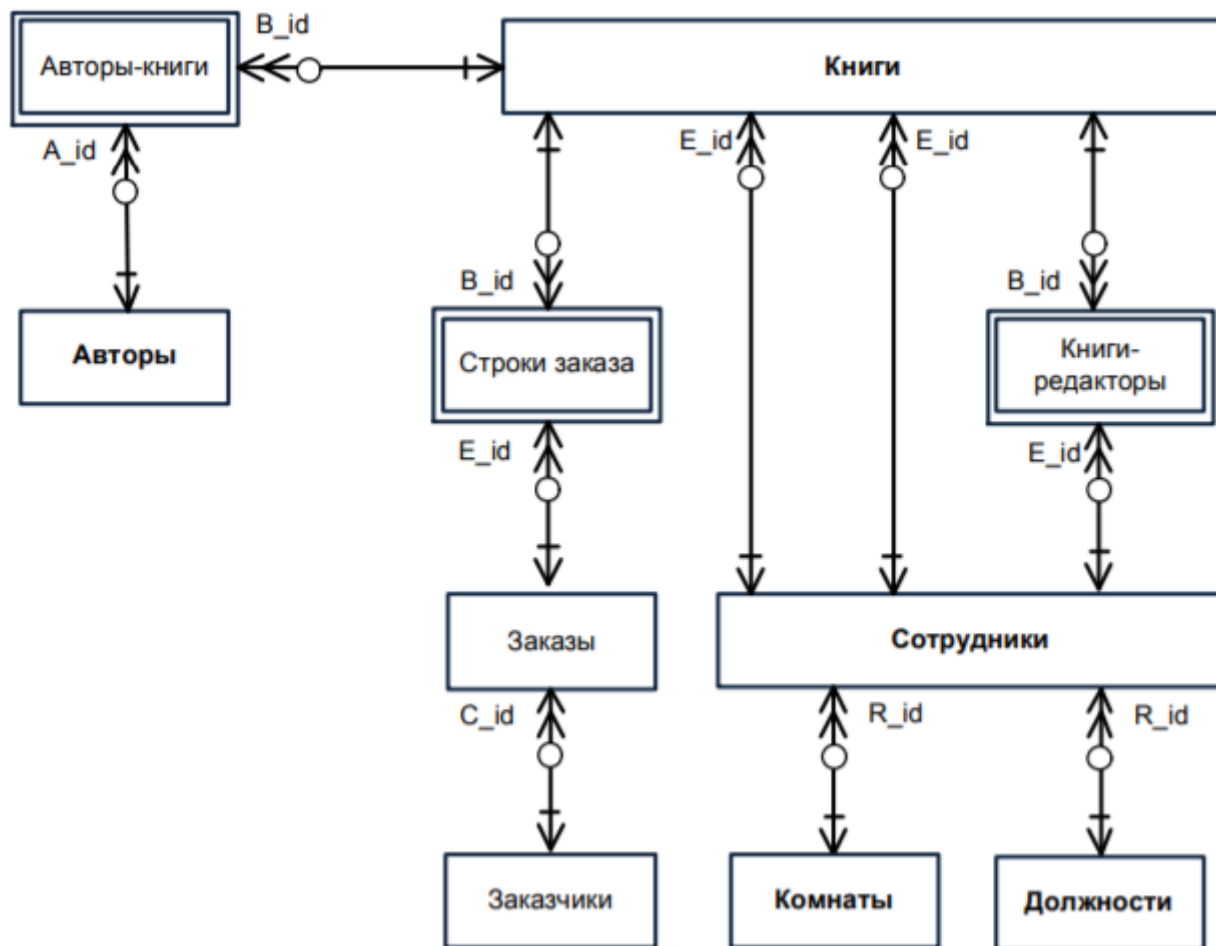 B_id
Авторы-книги
Книги
A_id
E_id
E_id
B_id
B_id
Авторы
Строки заказа
Книги-
редакторы
E_id
E_id
Заказы
Сотрудники
C_id
R_id
R_id
Заказчики
Комнаты
Должности